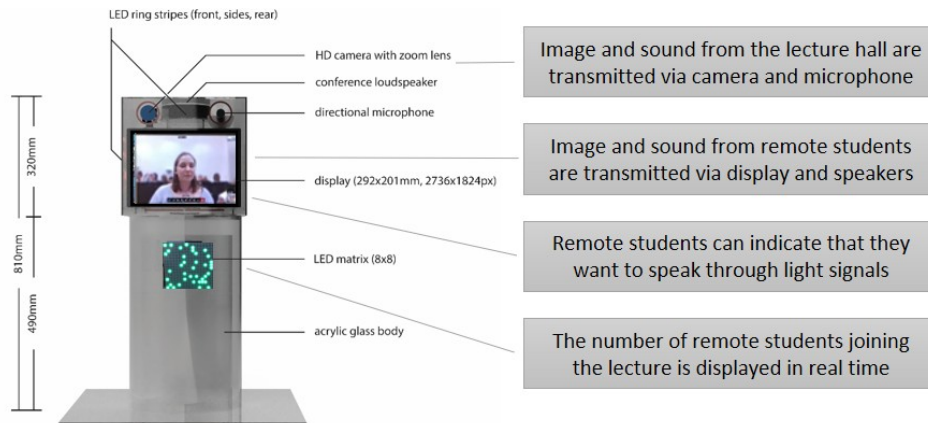 LED ring stripes (front, sides, rear)
HD camera with zoom lens
conference loudspeaker
directional microphone
display (292x201mm, 2736x1824px)
LED matrix (8x8)
acrylic glass body
320mm
810mm
490mm
Image and sound from the lecture hall are
transmitted via camera and microphone
Image and sound from remote students
are transmitted via display and speakers
Remote students can indicate that they
want to speak through light signals
The number of remote students joining
the lecture is displayed in real time